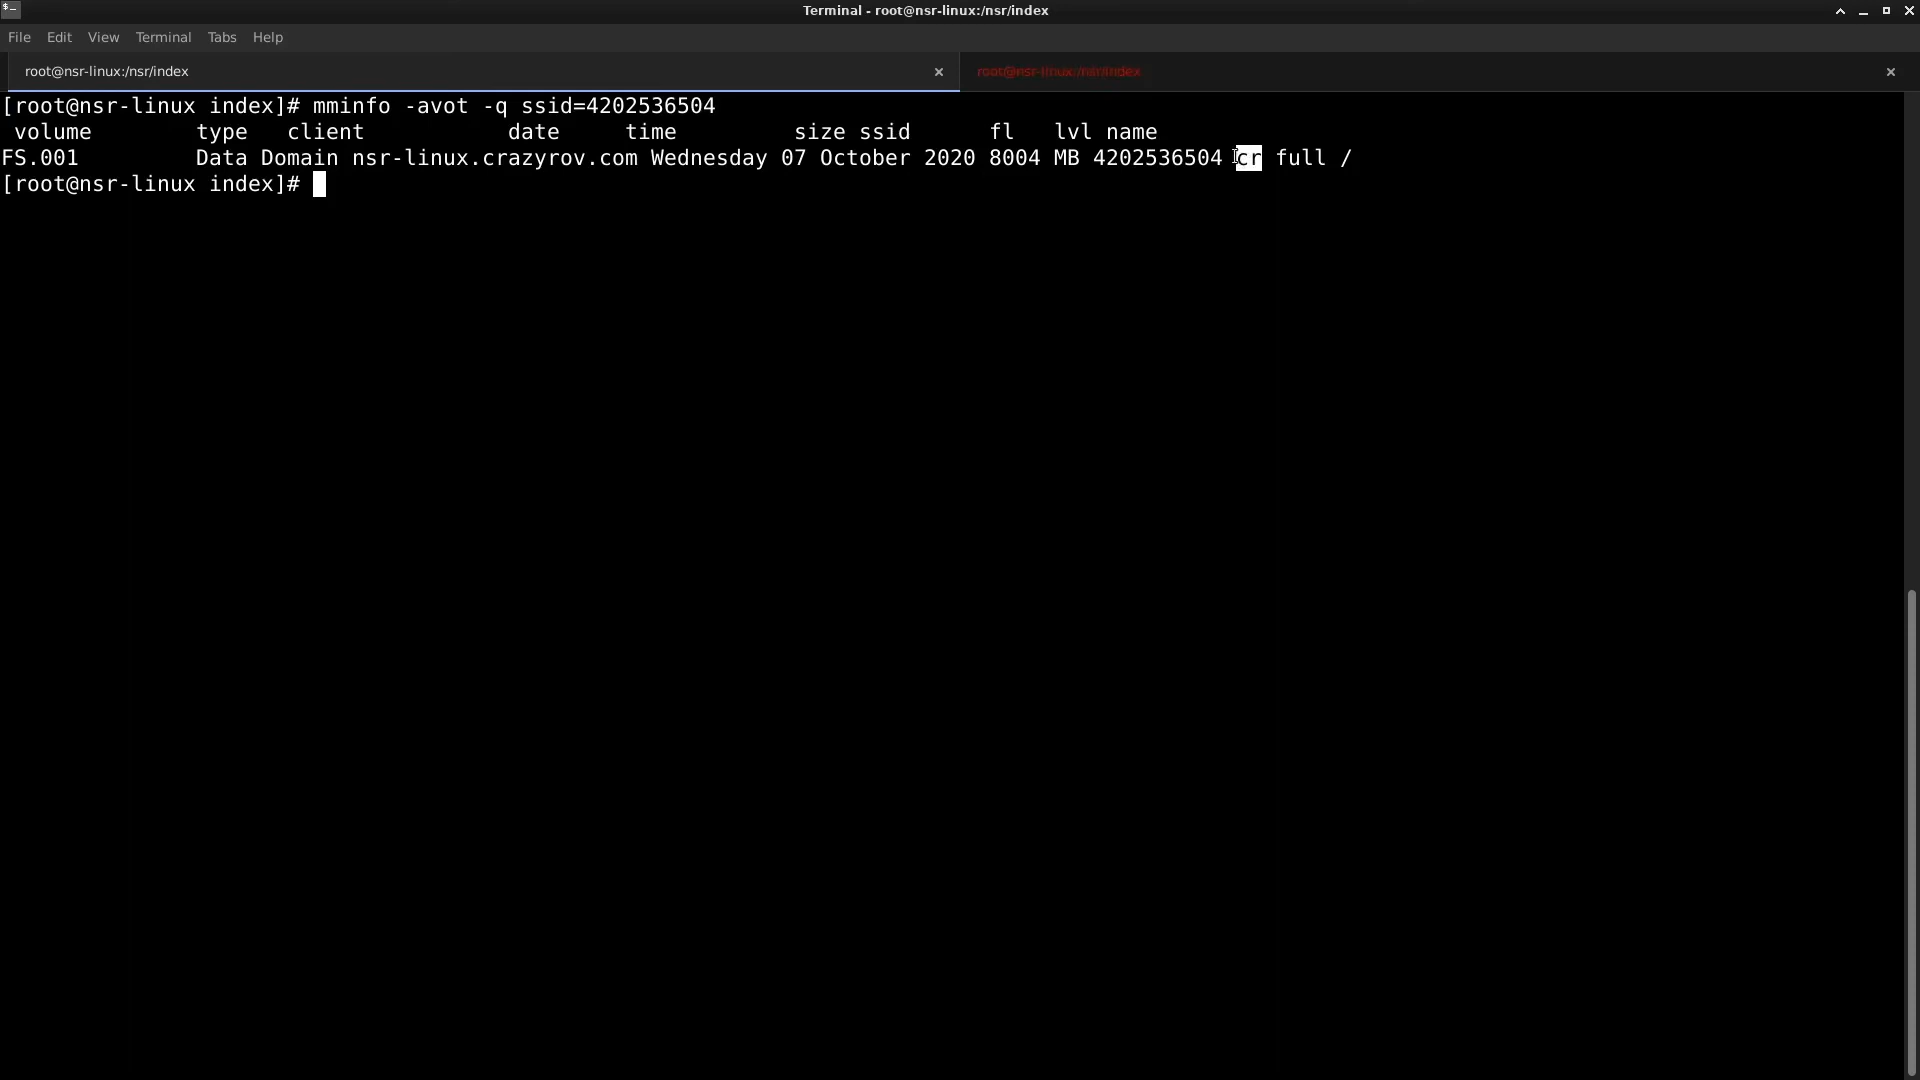 Terminal - root@nsr-linux:/nsr/index
File Edit View Terminal Tabs Help
root@nsr-linux:/nsr/index root@nsr-linux:/nsr/index
[root@nsr-linux index]# mminfo -avot -q ssid=4202536504
volume type client date time size ssid fl lvl name
FS.001 Data Domain nsr-linux.crazyrov.com Wednesday 07 October 2020 8004 MB 4202536504 cr full /
[root@nsr-linux index]#